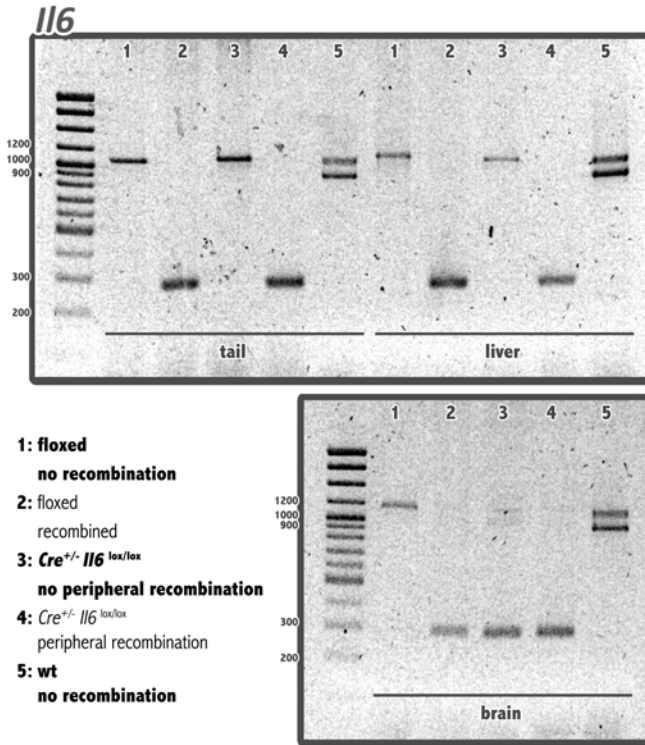 Il6
1 2 3 4 5 1 2 3 4 5
1200
1000
900
300
200
tail liver
1: floxed
no recombination
2: floxed
recombined
3: Cre+/- Il6 lox/lox
no peripheral recombination
4: Cre+/- Il6 lox/lox
peripheral recombination
5: wt
no recombination
1 2 3 4 5
1200
1000
900
300
200
brain